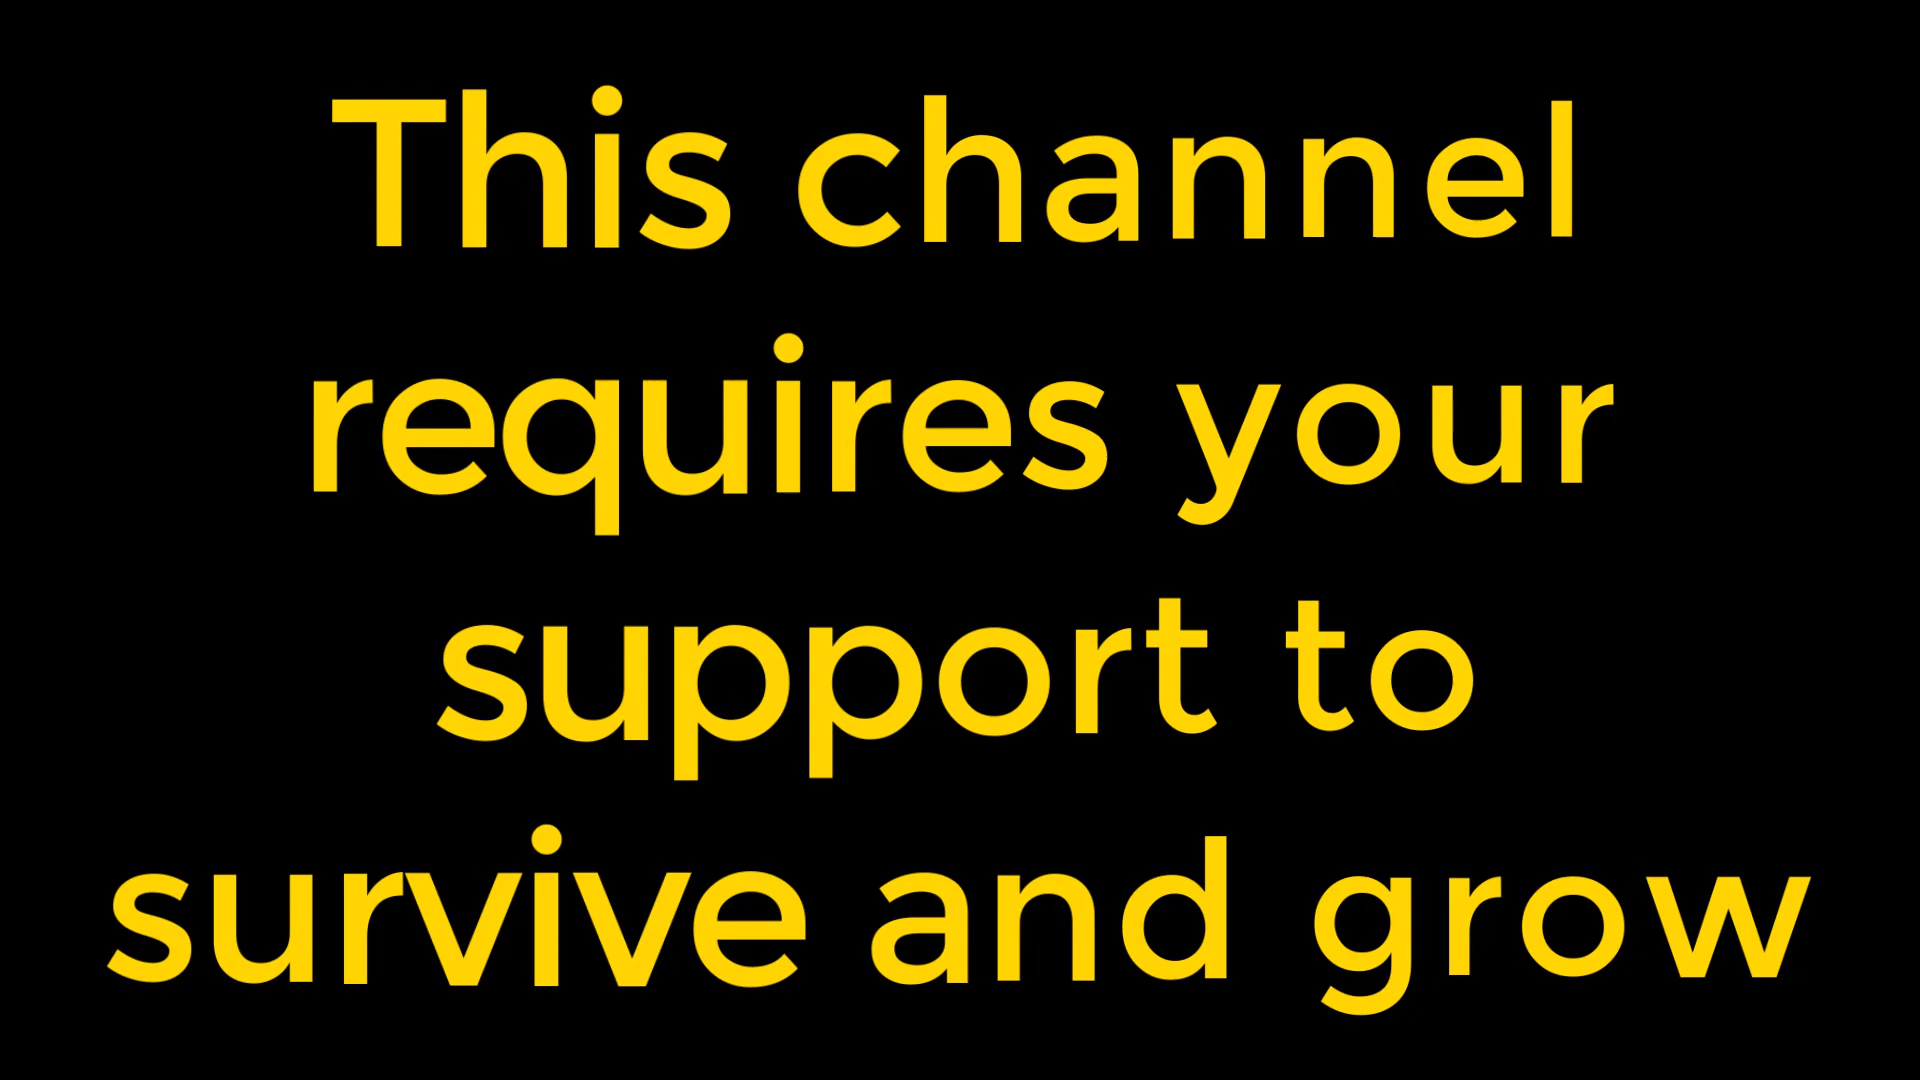 This channel
requires your
support to
survive and grow